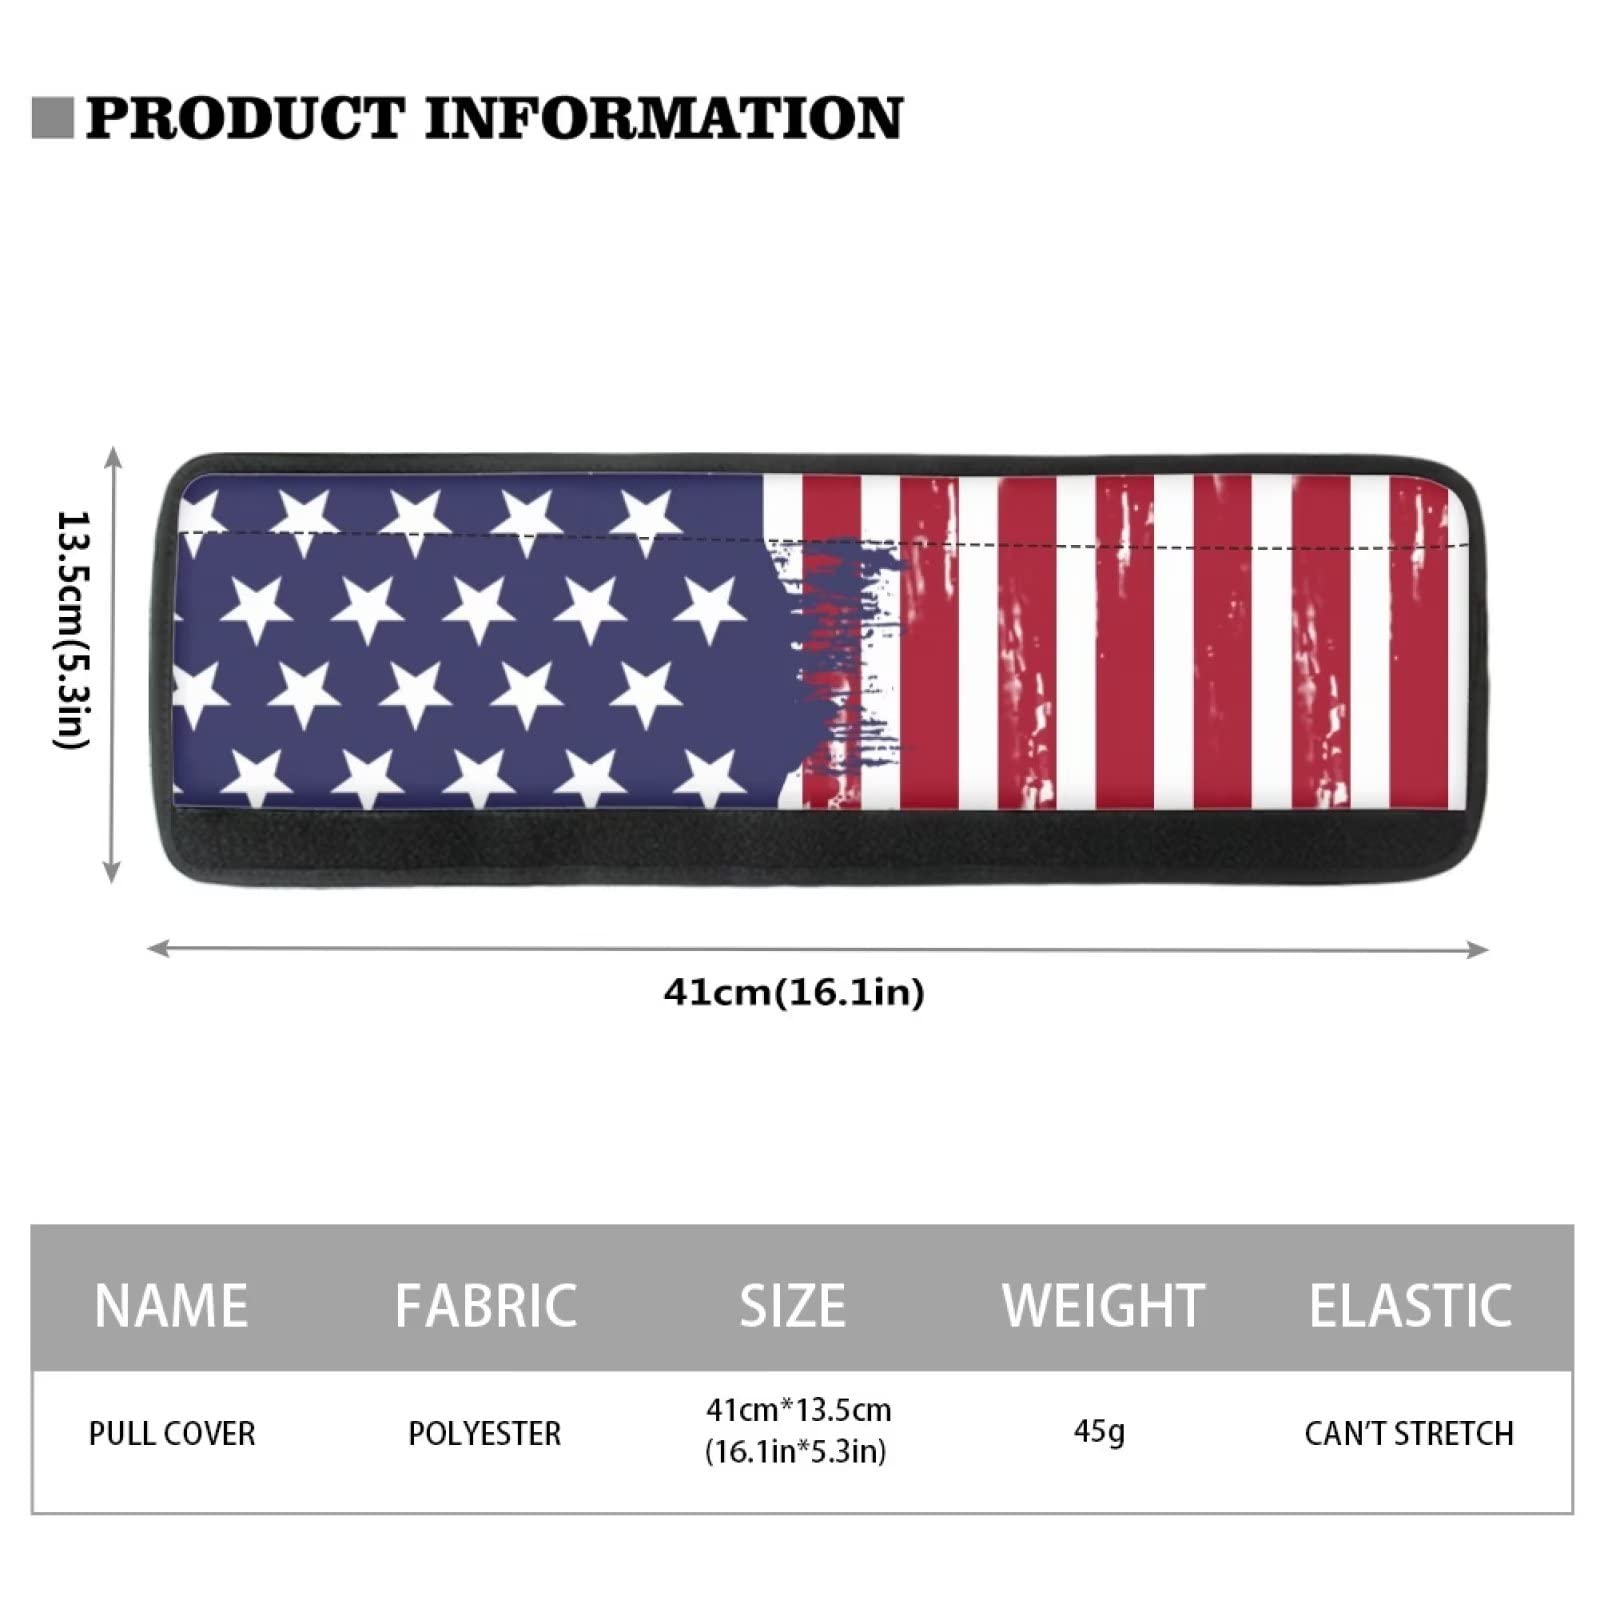 PRODUCT INFORMATION
13.5cm(5.3in)
41cm(16.1in)
NAME FABRIC SIZE WEIGHT ELASTIC
PULL COVER POLYESTER 41cm*13.5cm (16.1in*5.3in) 45g CAN'T STRETCH